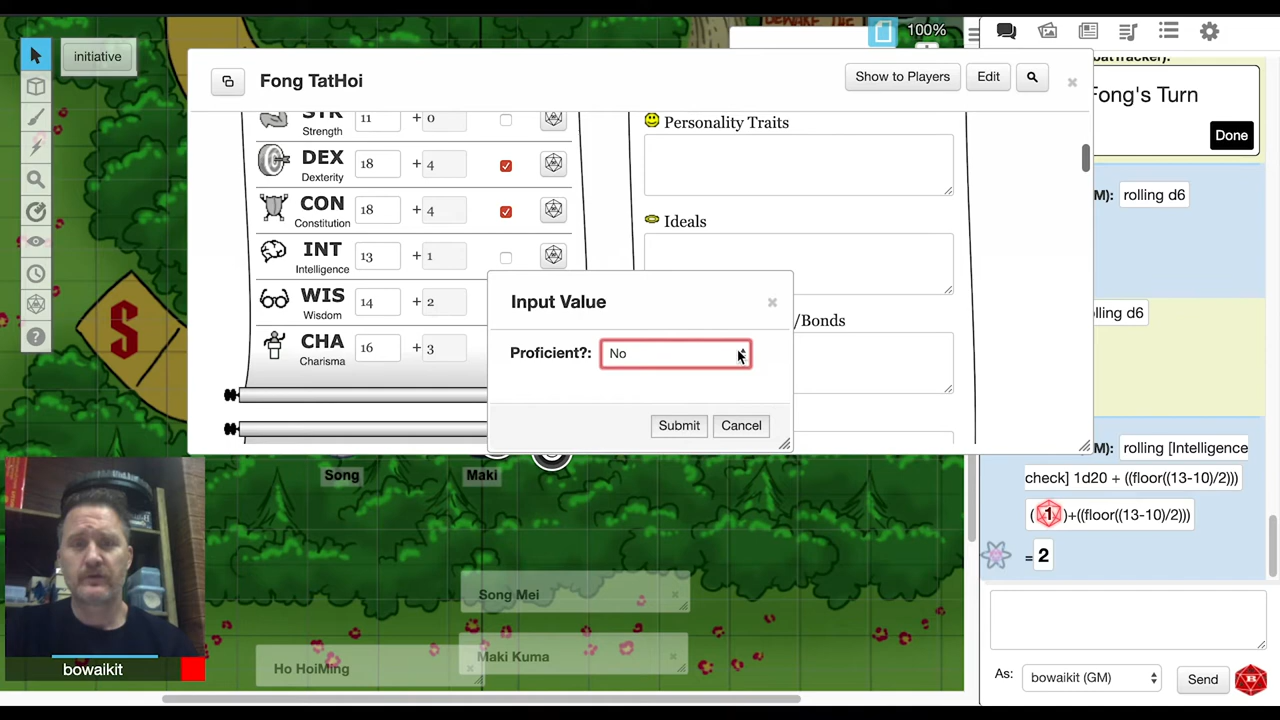 BEWARE THE
100%
initiative
Fong TatHoi
Show to Players
Edit
STR
Strength
11
+
0
DEX
Dexterity
18
+
4
CON
Constitution
18
+
4
INT
Intelligence
13
+
1
WIS
Wisdom
14
+
2
CHA
Charisma
16
+
3
Personality Traits
Ideals
/Bonds
Input Value
Proficient?:
No
Submit
Cancel
batTracker):
Fong's Turn
Done
M):
rolling d6
lling d6
M):
rolling [Intelligence
check] 1d20 + ((floor((13-10)/2)))
(1)+((floor((13-10)/2)))
=2
As:
bowaikit (GM)
Send
$
Song
Maki
Song Mei
Maki Kuma
Ho HoiMing
bowaikit